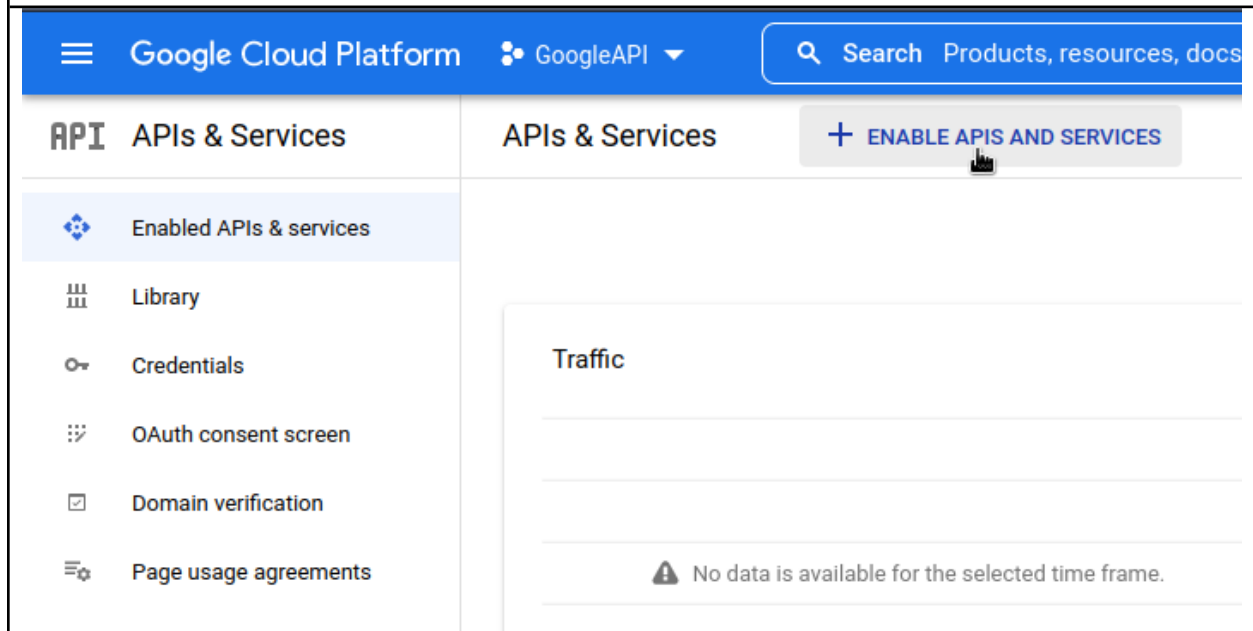 Google Cloud Platform GoogleAPI Search Products, resources, docs
API APIs & Services
APIs & Services + ENABLE APIS AND SERVICES
Enabled APIs & services
Library
Credentials
OAuth consent screen
Domain verification
Page usage agreements
Traffic
No data is available for the selected time frame.